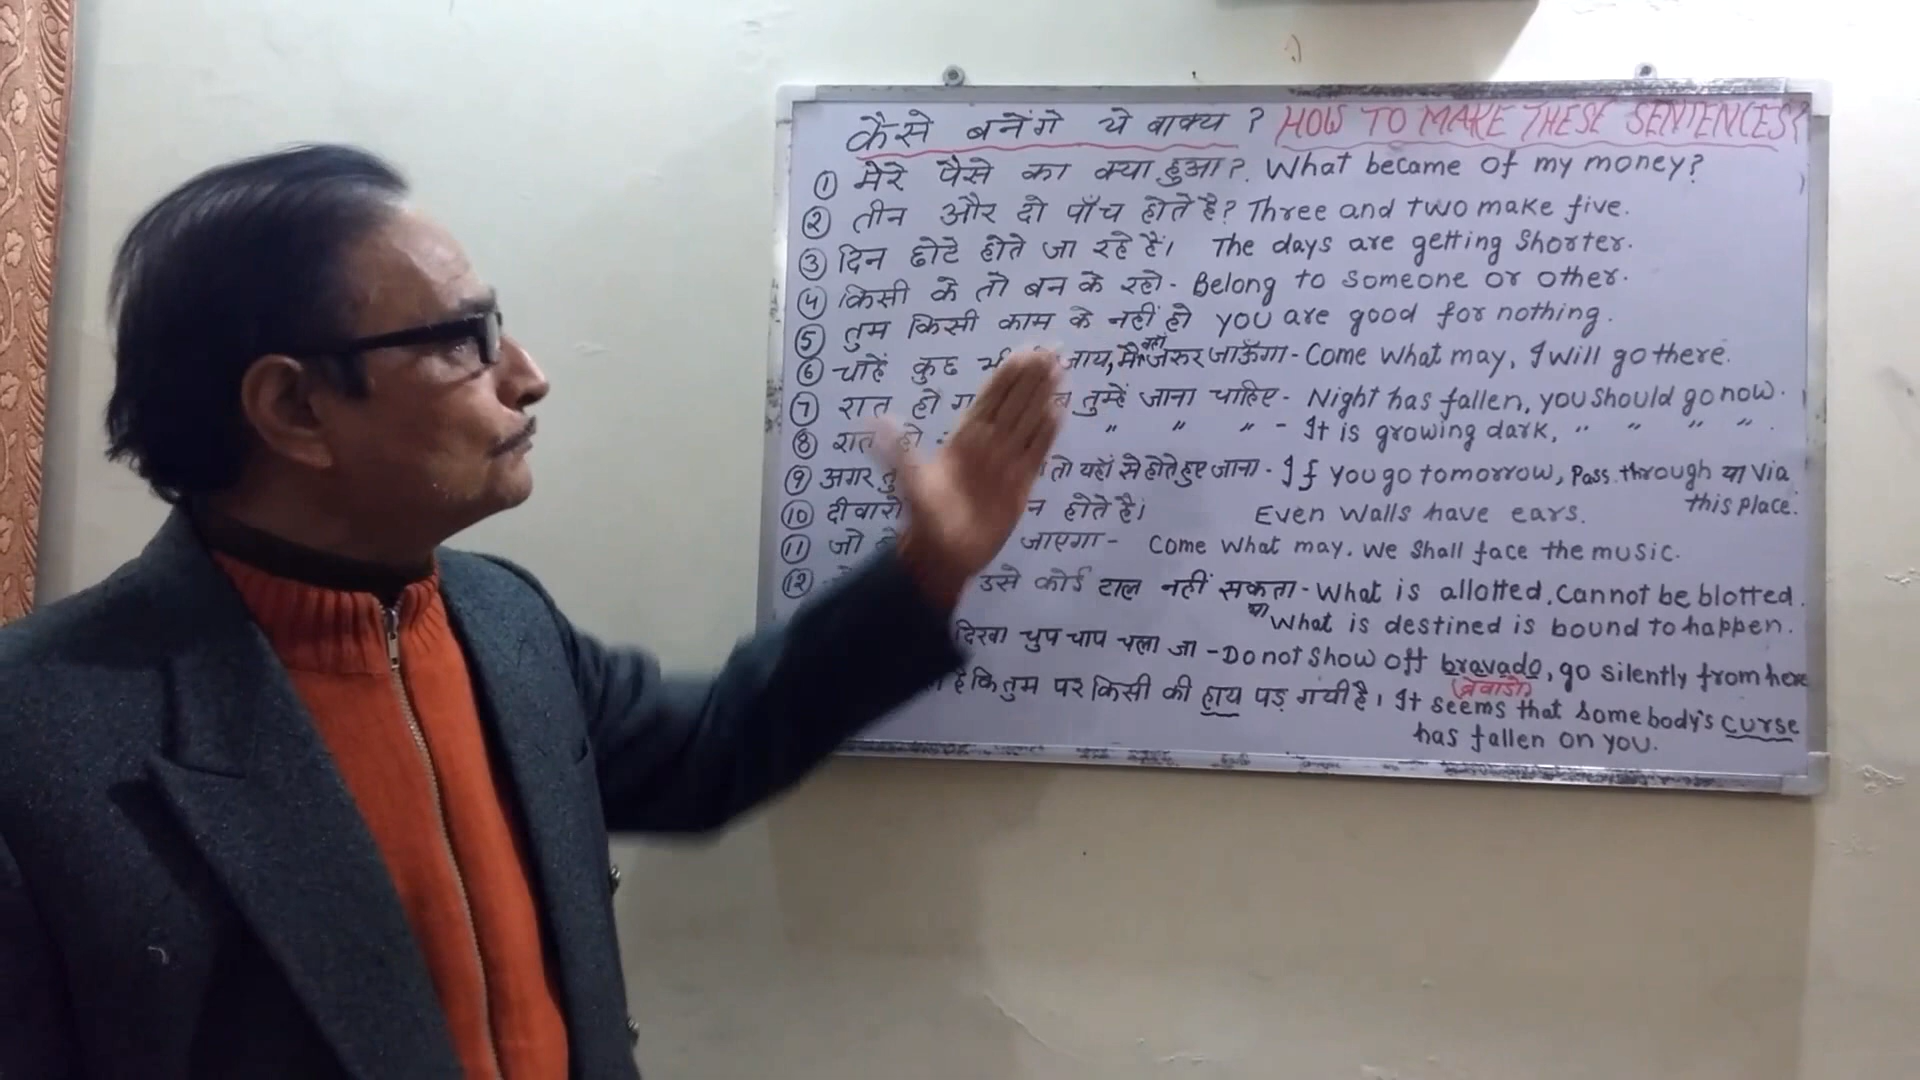 कैसे बनेंगे ये वाक्य ? HOW TO MAKE THESE SENTENCES?
① मेरे पैसे का क्या हुआ ? What became of my money?
② तीन और दो पाँच होते है? Three and two make five.
③ दिन छोटे होते जा रहे हैं। The days are getting Shorter.
④ किसी के तो बन के रहो - Belong to someone or other.
⑤ तुम किसी काम के नहीं हो you are good for nothing.
⑥ चाहें कुछ जाय, मैं वहाँ जरुर जाऊँगा - Come what may, I will go there.
⑦ रात हो तुम्हें जाना चाहिए - Night has fallen, you should go now.
⑧ रात हो " " " - It is growing dark, " " " " .
⑨ अगर तो यहाँ से होते हुए जाना - If you go tomorrow, Pass through या via
this place.
⑩ दीवारों होते है। Even walls have ears.
⑪ जो जाएगा - Come what may. we shall face the music.
⑫ उसे कोई टाल नहीं सकता - What is allotted, cannot be blotted.
या What is destined is bound to happen.
दिखा चुप चाप चला जा - Do not show off bravado, go silently from here
(ब्रेवाडो)
है कि तुम पर किसी की हाय पड़ गयी है। It seems that somebody's curse
has fallen on you.